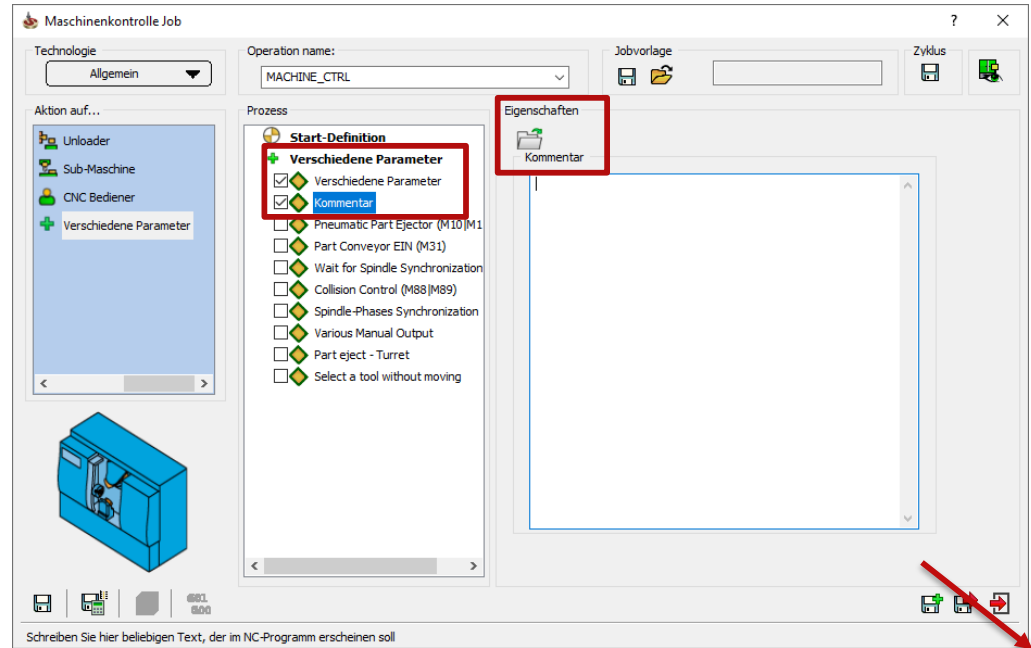 Maschinenkontrolle Job
?
Technologie
Allgemein
Operation name:
MACHINE_CTRL
Jobvorlage
Zyklus
Aktion auf...
Unloader
Sub-Maschine
CNC Bediener
Verschiedene Parameter
Prozess
Start-Definition
Verschiedene Parameter
Verschiedene Parameter
Kommentar
Pneumatic Part Ejector (M10|M1
Part Conveyor EIN (M31)
Wait for Spindle Synchronization
Collision Control (M88|M89)
Spindle-Phases Synchronization
Various Manual Output
Part eject - Turret
Select a tool without moving
Eigenschaften
Kommentar
G01
G00
Schreiben Sie hier beliebigen Text, der im NC-Programm erscheinen soll